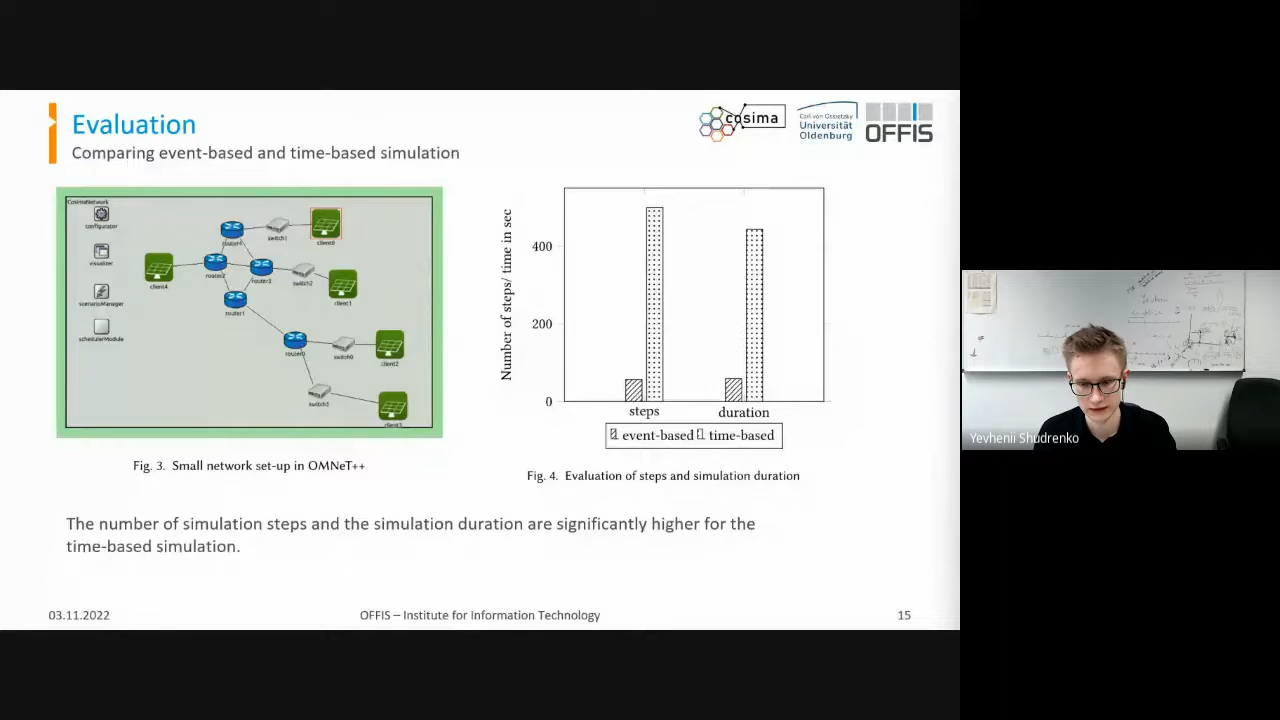 Evaluation
Comparing event-based and time-based simulation
cosima
Carl von Ossietzky
Universität
Oldenburg
OFFIS
CosimaNetwork
configurator
visualizer
scenarioManager
schedulerModule
router4
switch1
client0
client4
router2
router3
switch2
client1
router1
router0
switch0
client2
switch3
Fig. 3. Small network set-up in OMNeT++
Number of steps/ time in sec
400
200
0
steps
duration
event-based
time-based
Fig. 4. Evaluation of steps and simulation duration
The number of simulation steps and the simulation duration are significantly higher for the
time-based simulation.
03.11.2022
OFFIS – Institute for Information Technology
15
Yevhenii Shudrenko